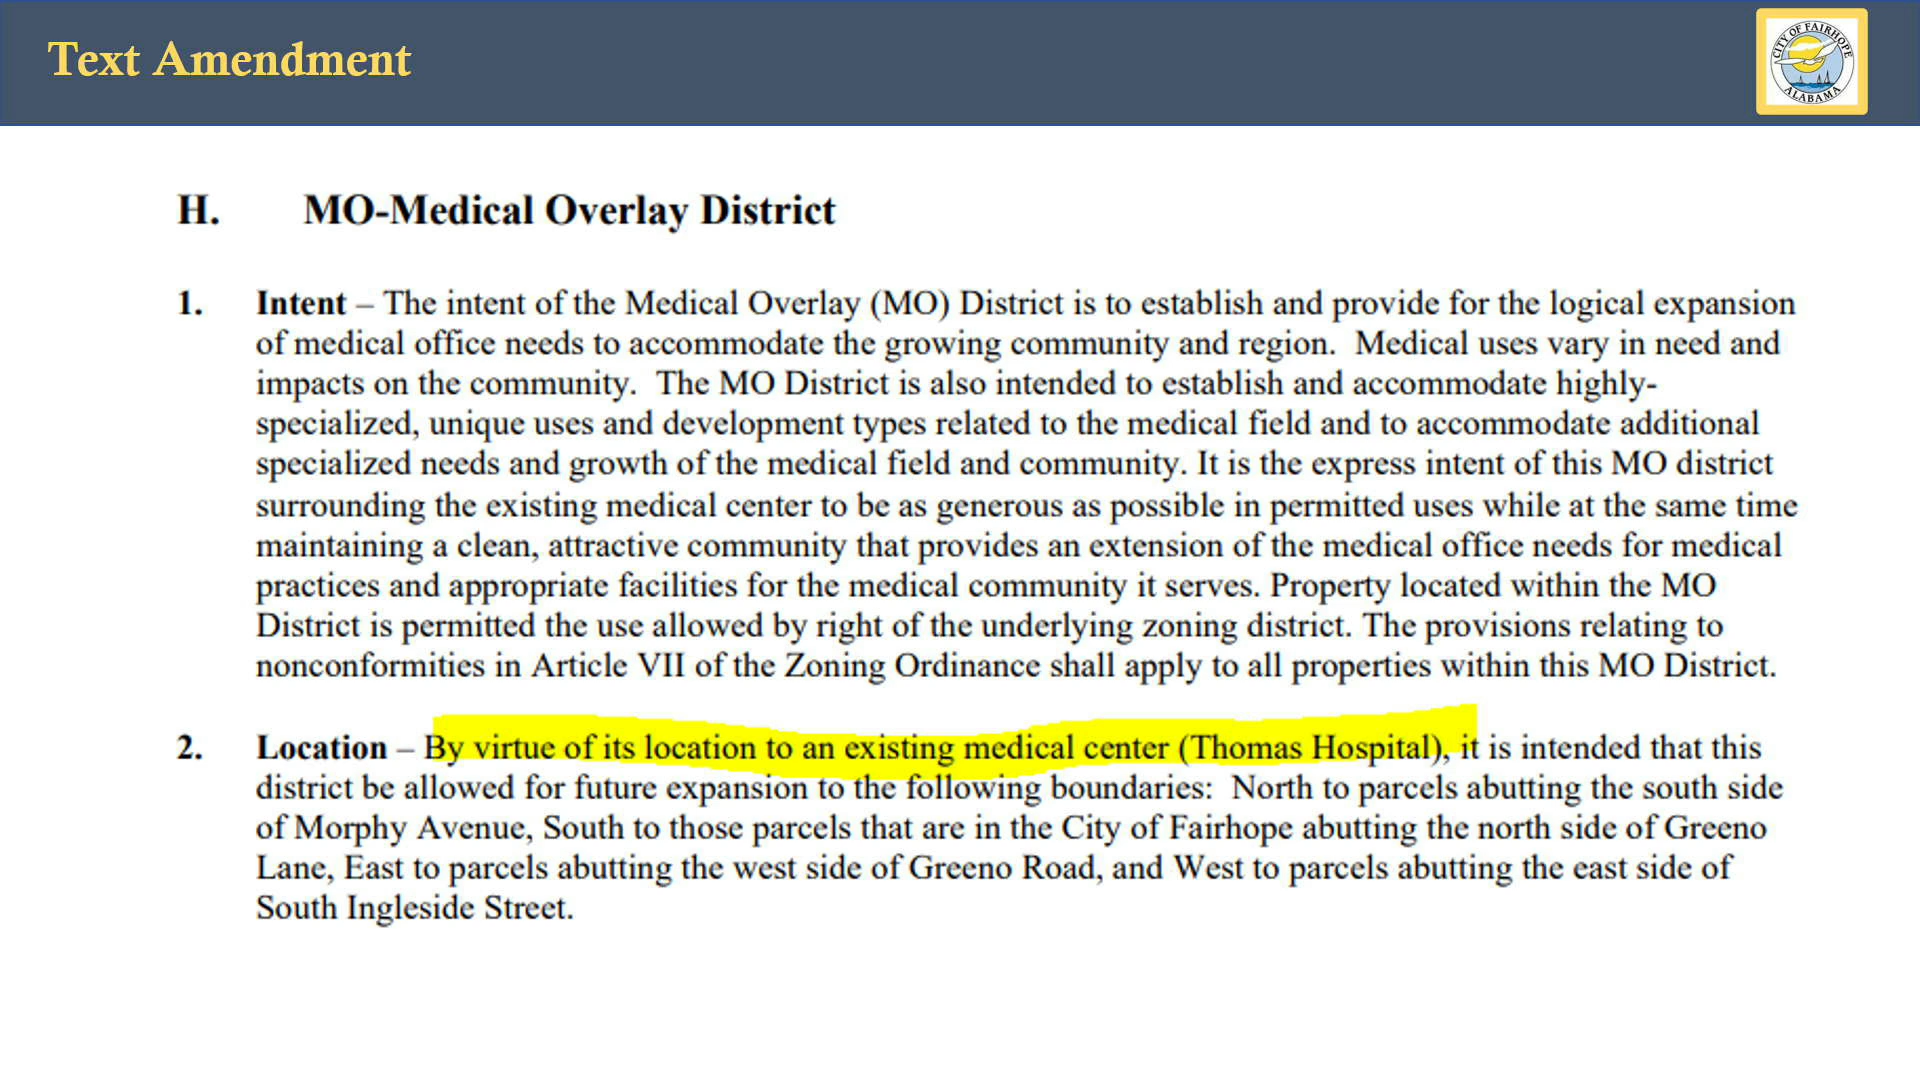 Text Amendment
CITY OF FAIRHOPE
ALABAMA
H. MO-Medical Overlay District
1. Intent – The intent of the Medical Overlay (MO) District is to establish and provide for the logical expansion
of medical office needs to accommodate the growing community and region.  Medical uses vary in need and
impacts on the community.  The MO District is also intended to establish and accommodate highly-
specialized, unique uses and development types related to the medical field and to accommodate additional
specialized needs and growth of the medical field and community. It is the express intent of this MO district
surrounding the existing medical center to be as generous as possible in permitted uses while at the same time
maintaining a clean, attractive community that provides an extension of the medical office needs for medical
practices and appropriate facilities for the medical community it serves. Property located within the MO
District is permitted the use allowed by right of the underlying zoning district. The provisions relating to
nonconformities in Article VII of the Zoning Ordinance shall apply to all properties within this MO District.
2. Location – By virtue of its location to an existing medical center (Thomas Hospital), it is intended that this
district be allowed for future expansion to the following boundaries:  North to parcels abutting the south side
of Morphy Avenue, South to those parcels that are in the City of Fairhope abutting the north side of Greeno
Lane, East to parcels abutting the west side of Greeno Road, and West to parcels abutting the east side of
South Ingleside Street.